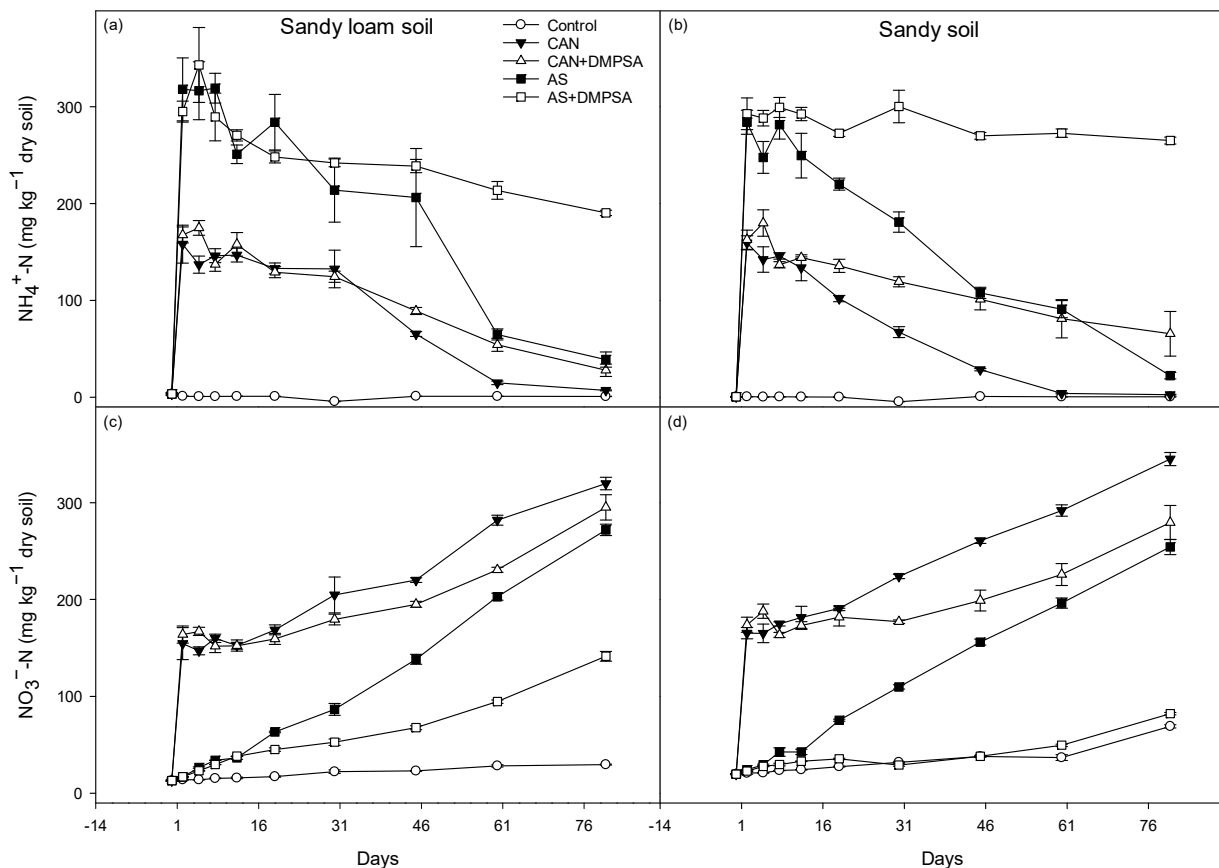 (a)
Sandy loam soil
Control
CAN
CAN+DMPSA
AS
AS+DMPSA
(b)
Sandy soil
NH₄⁺-N (mg kg⁻¹ dry soil)
300
200
100
0
(c)
(d)
NO₃⁻-N (mg kg⁻¹ dry soil)
300
200
100
0
-14 1 16 31 46 61 76 -14 1 16 31 46 61 76
Days Days